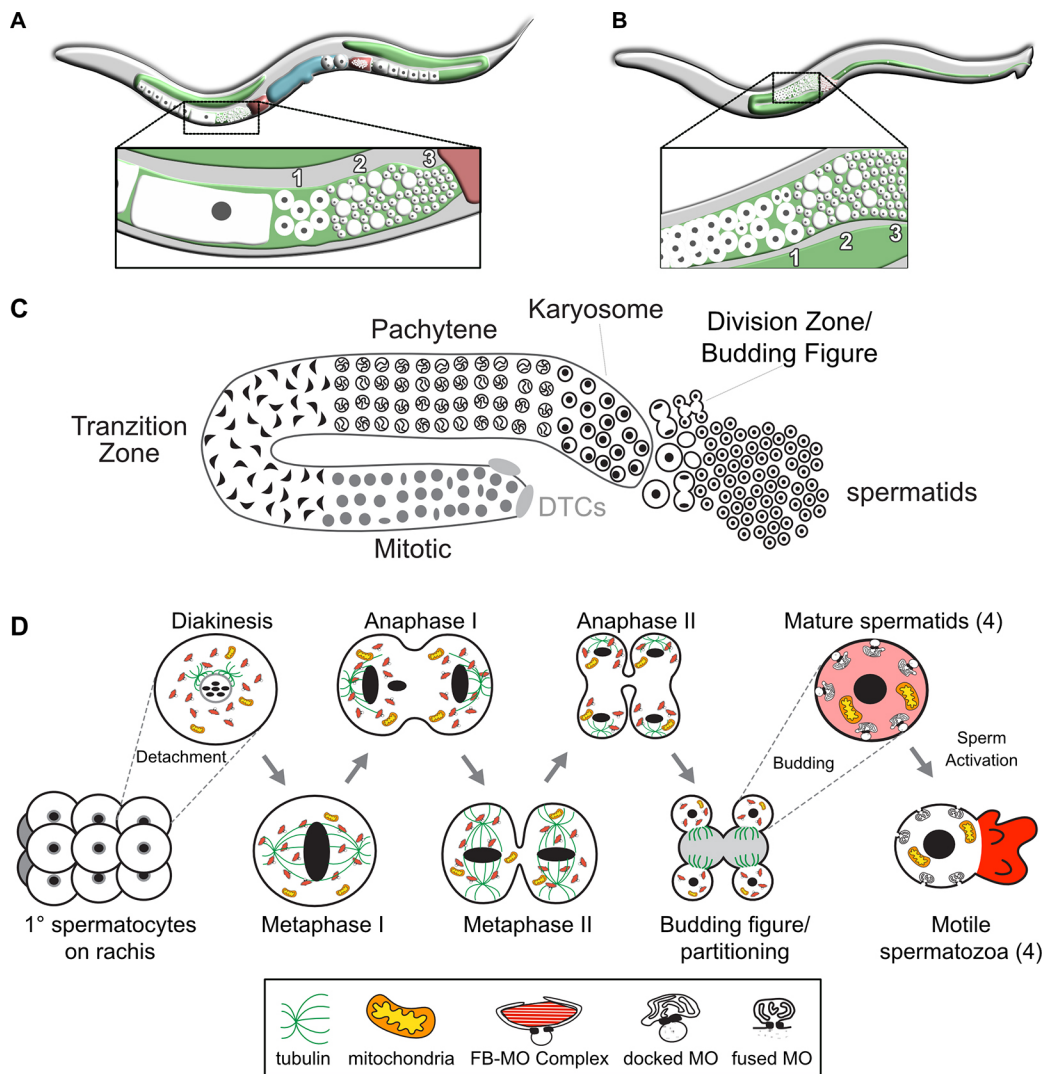 A
B
1
2
3
1
2
3
C
Pachytene
Karyosome
Division Zone/
Budding Figure
Tranzition
Zone
DTCs
Mitotic
spermatids
D
Diakinesis
Anaphase I
Anaphase II
Mature spermatids (4)
Detachment
Budding
Sperm
Activation
1° spermatocytes
on rachis
Metaphase I
Metaphase II
Budding figure/
partitioning
Motile
spermatozoa (4)
tubulin
mitochondria
FB-MO Complex
docked MO
fused MO